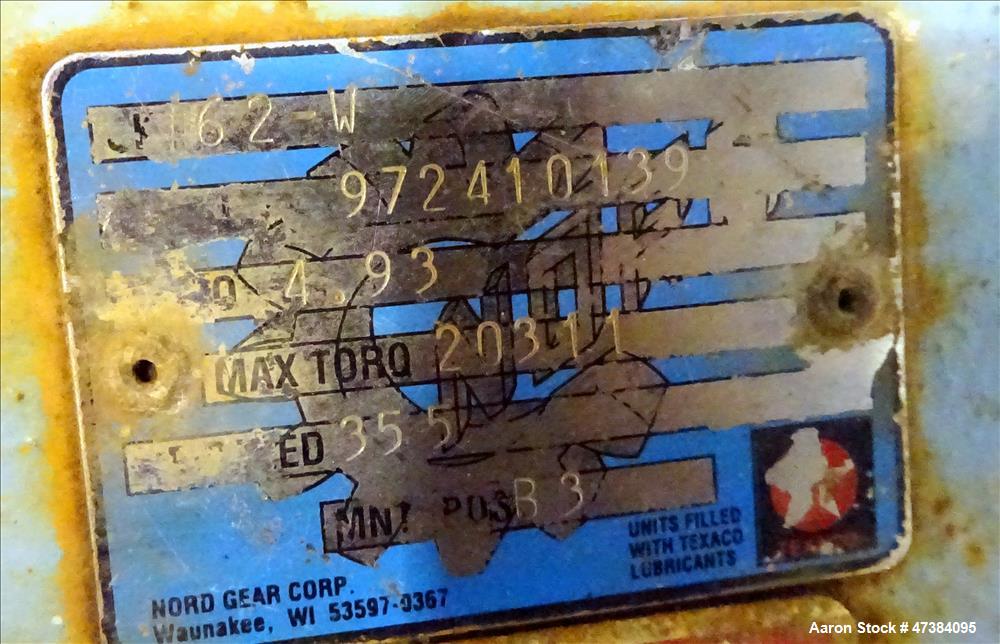 62-W
972410139
4.93
MAX TORQ 20311
ED 355
MNT POS B3
UNITS FILLED
WITH TEXACO
LUBRICANTS
NORD GEAR CORP.
Waunakee, WI 53597-0367
Aaron Stock # 47384095